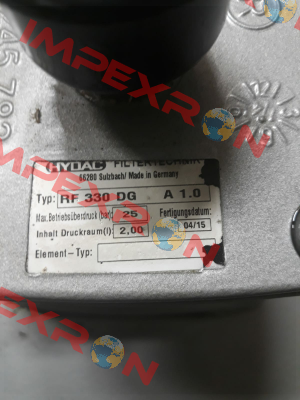 IMPEXRON
HYDAC FILTERTECHNIK
66280 Sulzbach/ Made in Germany
Typ: RF 330 DG A 1.0
Max.Betriebsüberdruck (bar): 25 Fertigungsdatum:
Inhalt Druckraum(l): 2,00 04/15
Element-Typ:
IMPEXRON